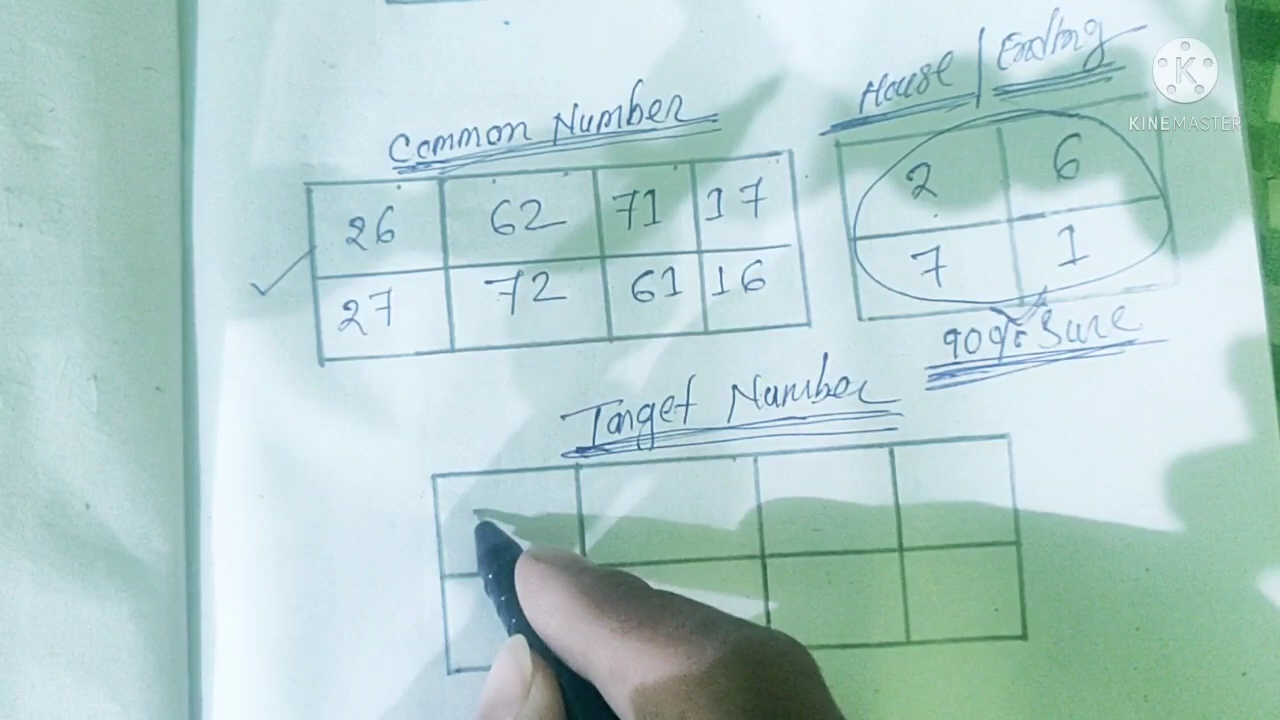 House | Ending
K
KINEMASTER
Common Number
26 62 71 17
27 72 61 16
2 6
7 1
90% Sure
Target Number